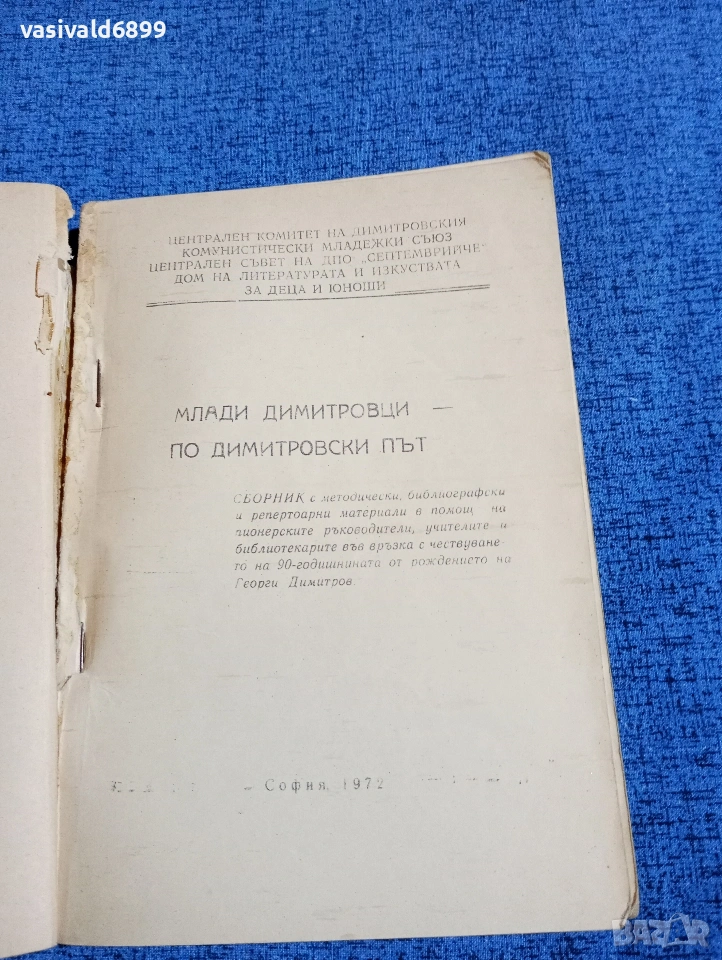 vasivald6899
ЦЕНТРАЛЕН КОМИТЕТ НА ДИМИТРОВСКИЯ
КОМУНИСТИЧЕСКИ МЛАДЕЖКИ СЪЮЗ
ЦЕНТРАЛЕН СЪВЕТ НА ДПО „СЕПТЕМВРИЙЧЕ"
ДОМ НА ЛИТЕРАТУРАТА И ИЗКУСТВАТА
ЗА ДЕЦА И ЮНОШИ
МЛАДИ ДИМИТРОВЦИ —
ПО ДИМИТРОВСКИ ПЪТ
СБОРНИК с методически, библиографски
и репертоарни материали в помощ на
пионерските ръководители, учителите и
библиотекарите във връзка с честуването
то на 90-годишнината от рождението на
Георги Димитров.
София, 1972
BAZAR